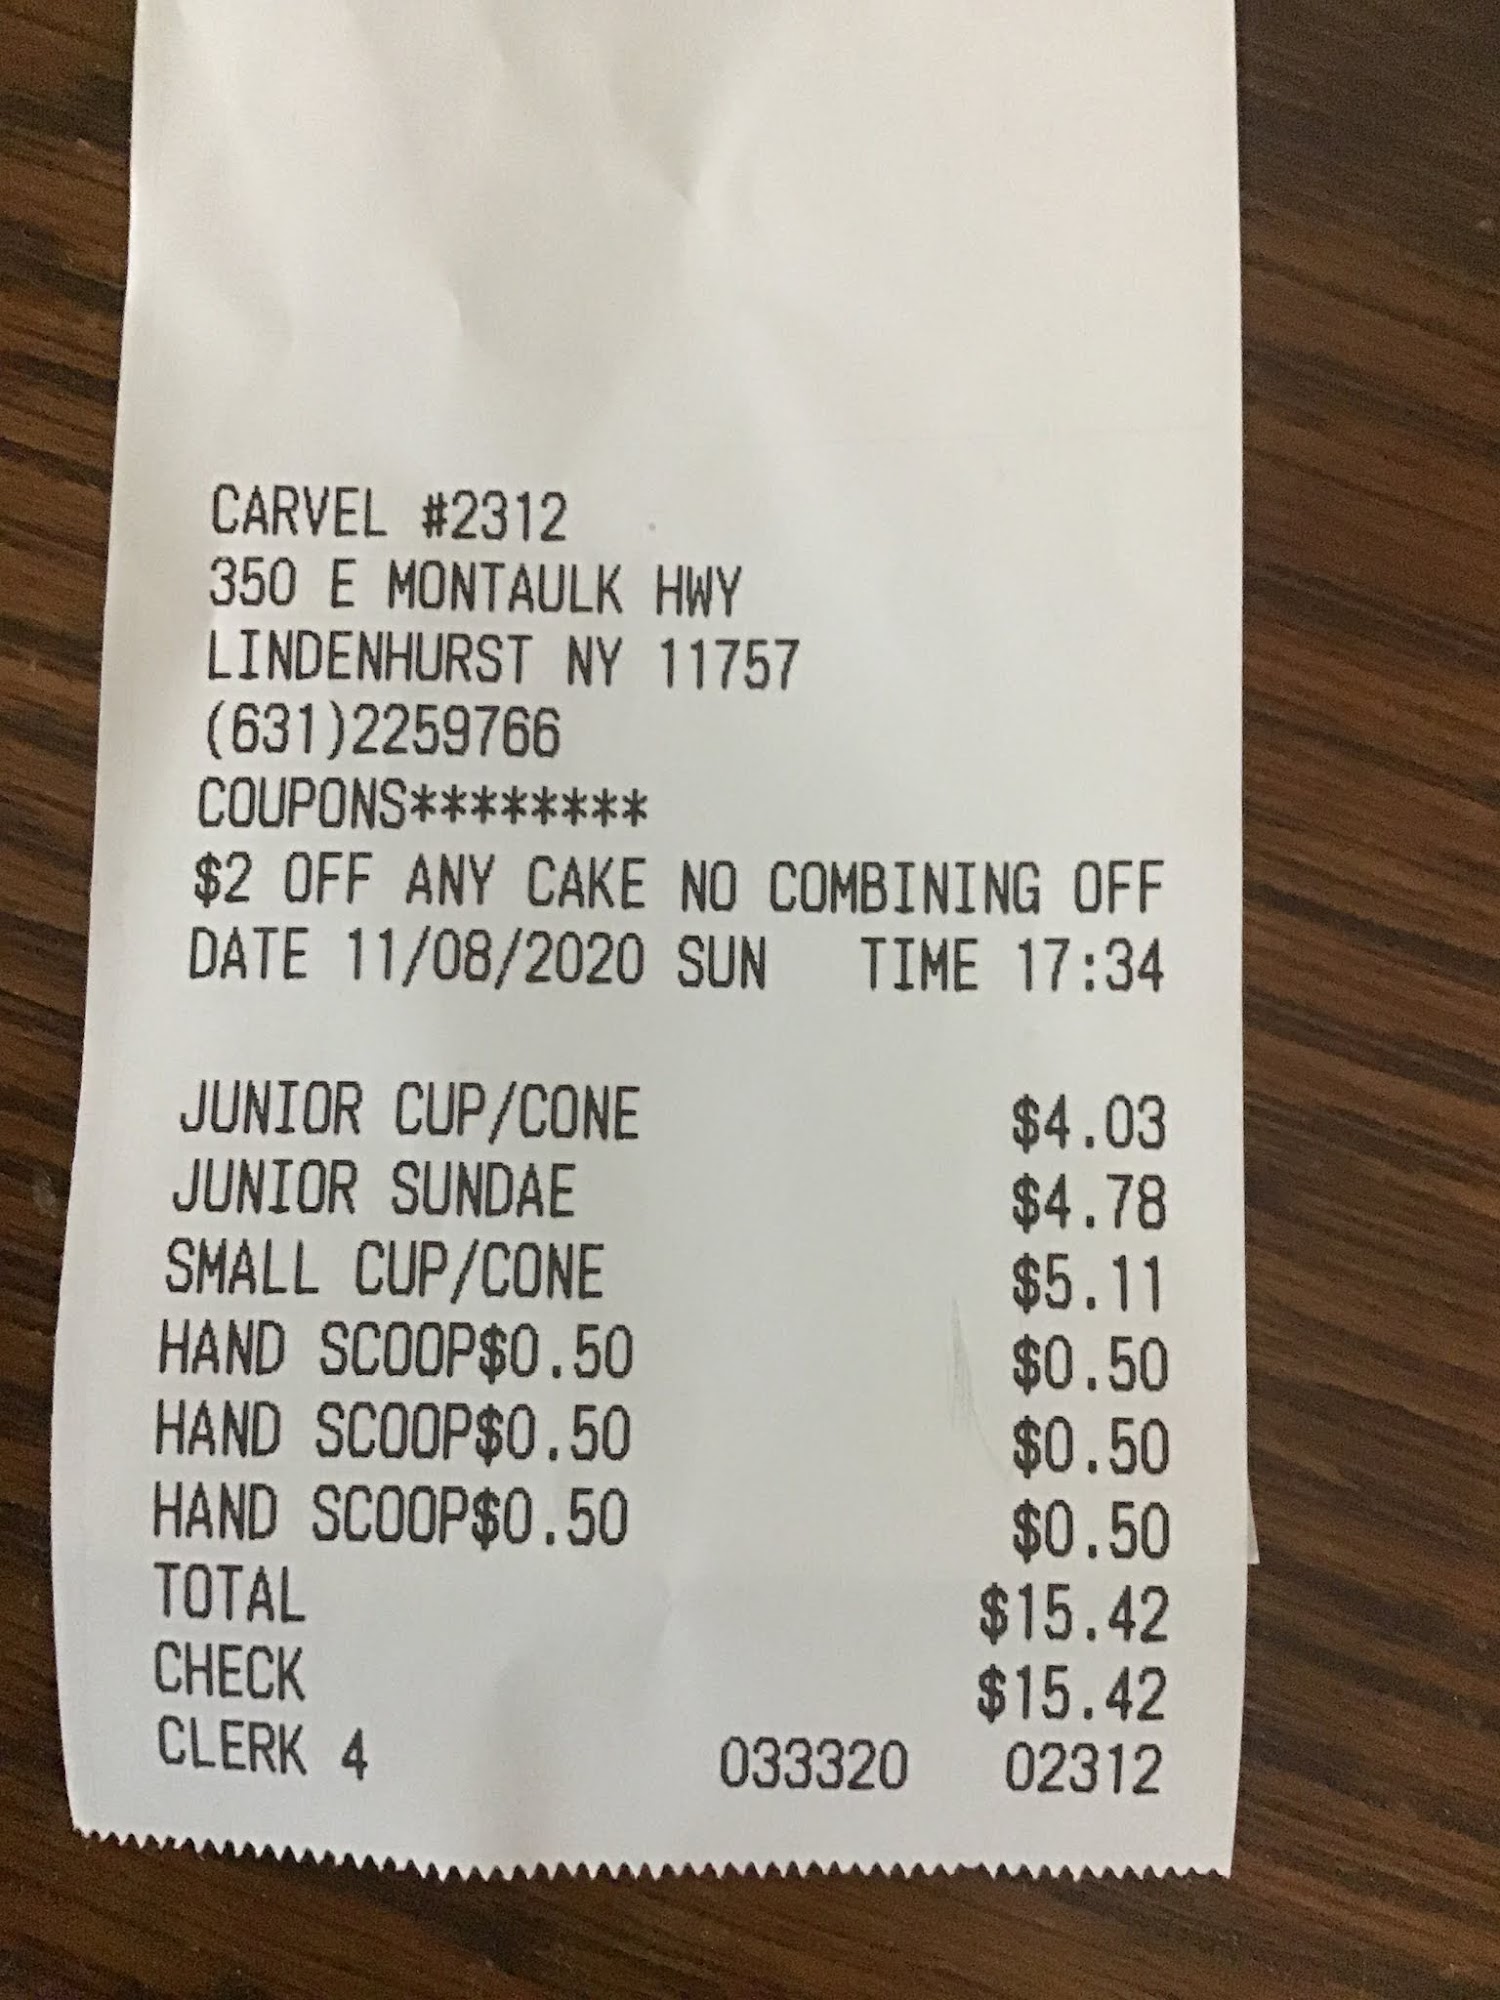 CARVEL #2312
350 E MONTAULK HWY
LINDENHURST NY 11757
(631)2259766
COUPONS********
$2 OFF ANY CAKE NO COMBINING OFF
DATE 11/08/2020 SUN TIME 17:34
JUNIOR CUP/CONE $4.03
JUNIOR SUNDAE $4.78
SMALL CUP/CONE $5.11
HAND SCOOP$0.50 $0.50
HAND SCOOP$0.50 $0.50
HAND SCOOP$0.50 $0.50
TOTAL $15.42
CHECK $15.42
CLERK 4 033320 02312